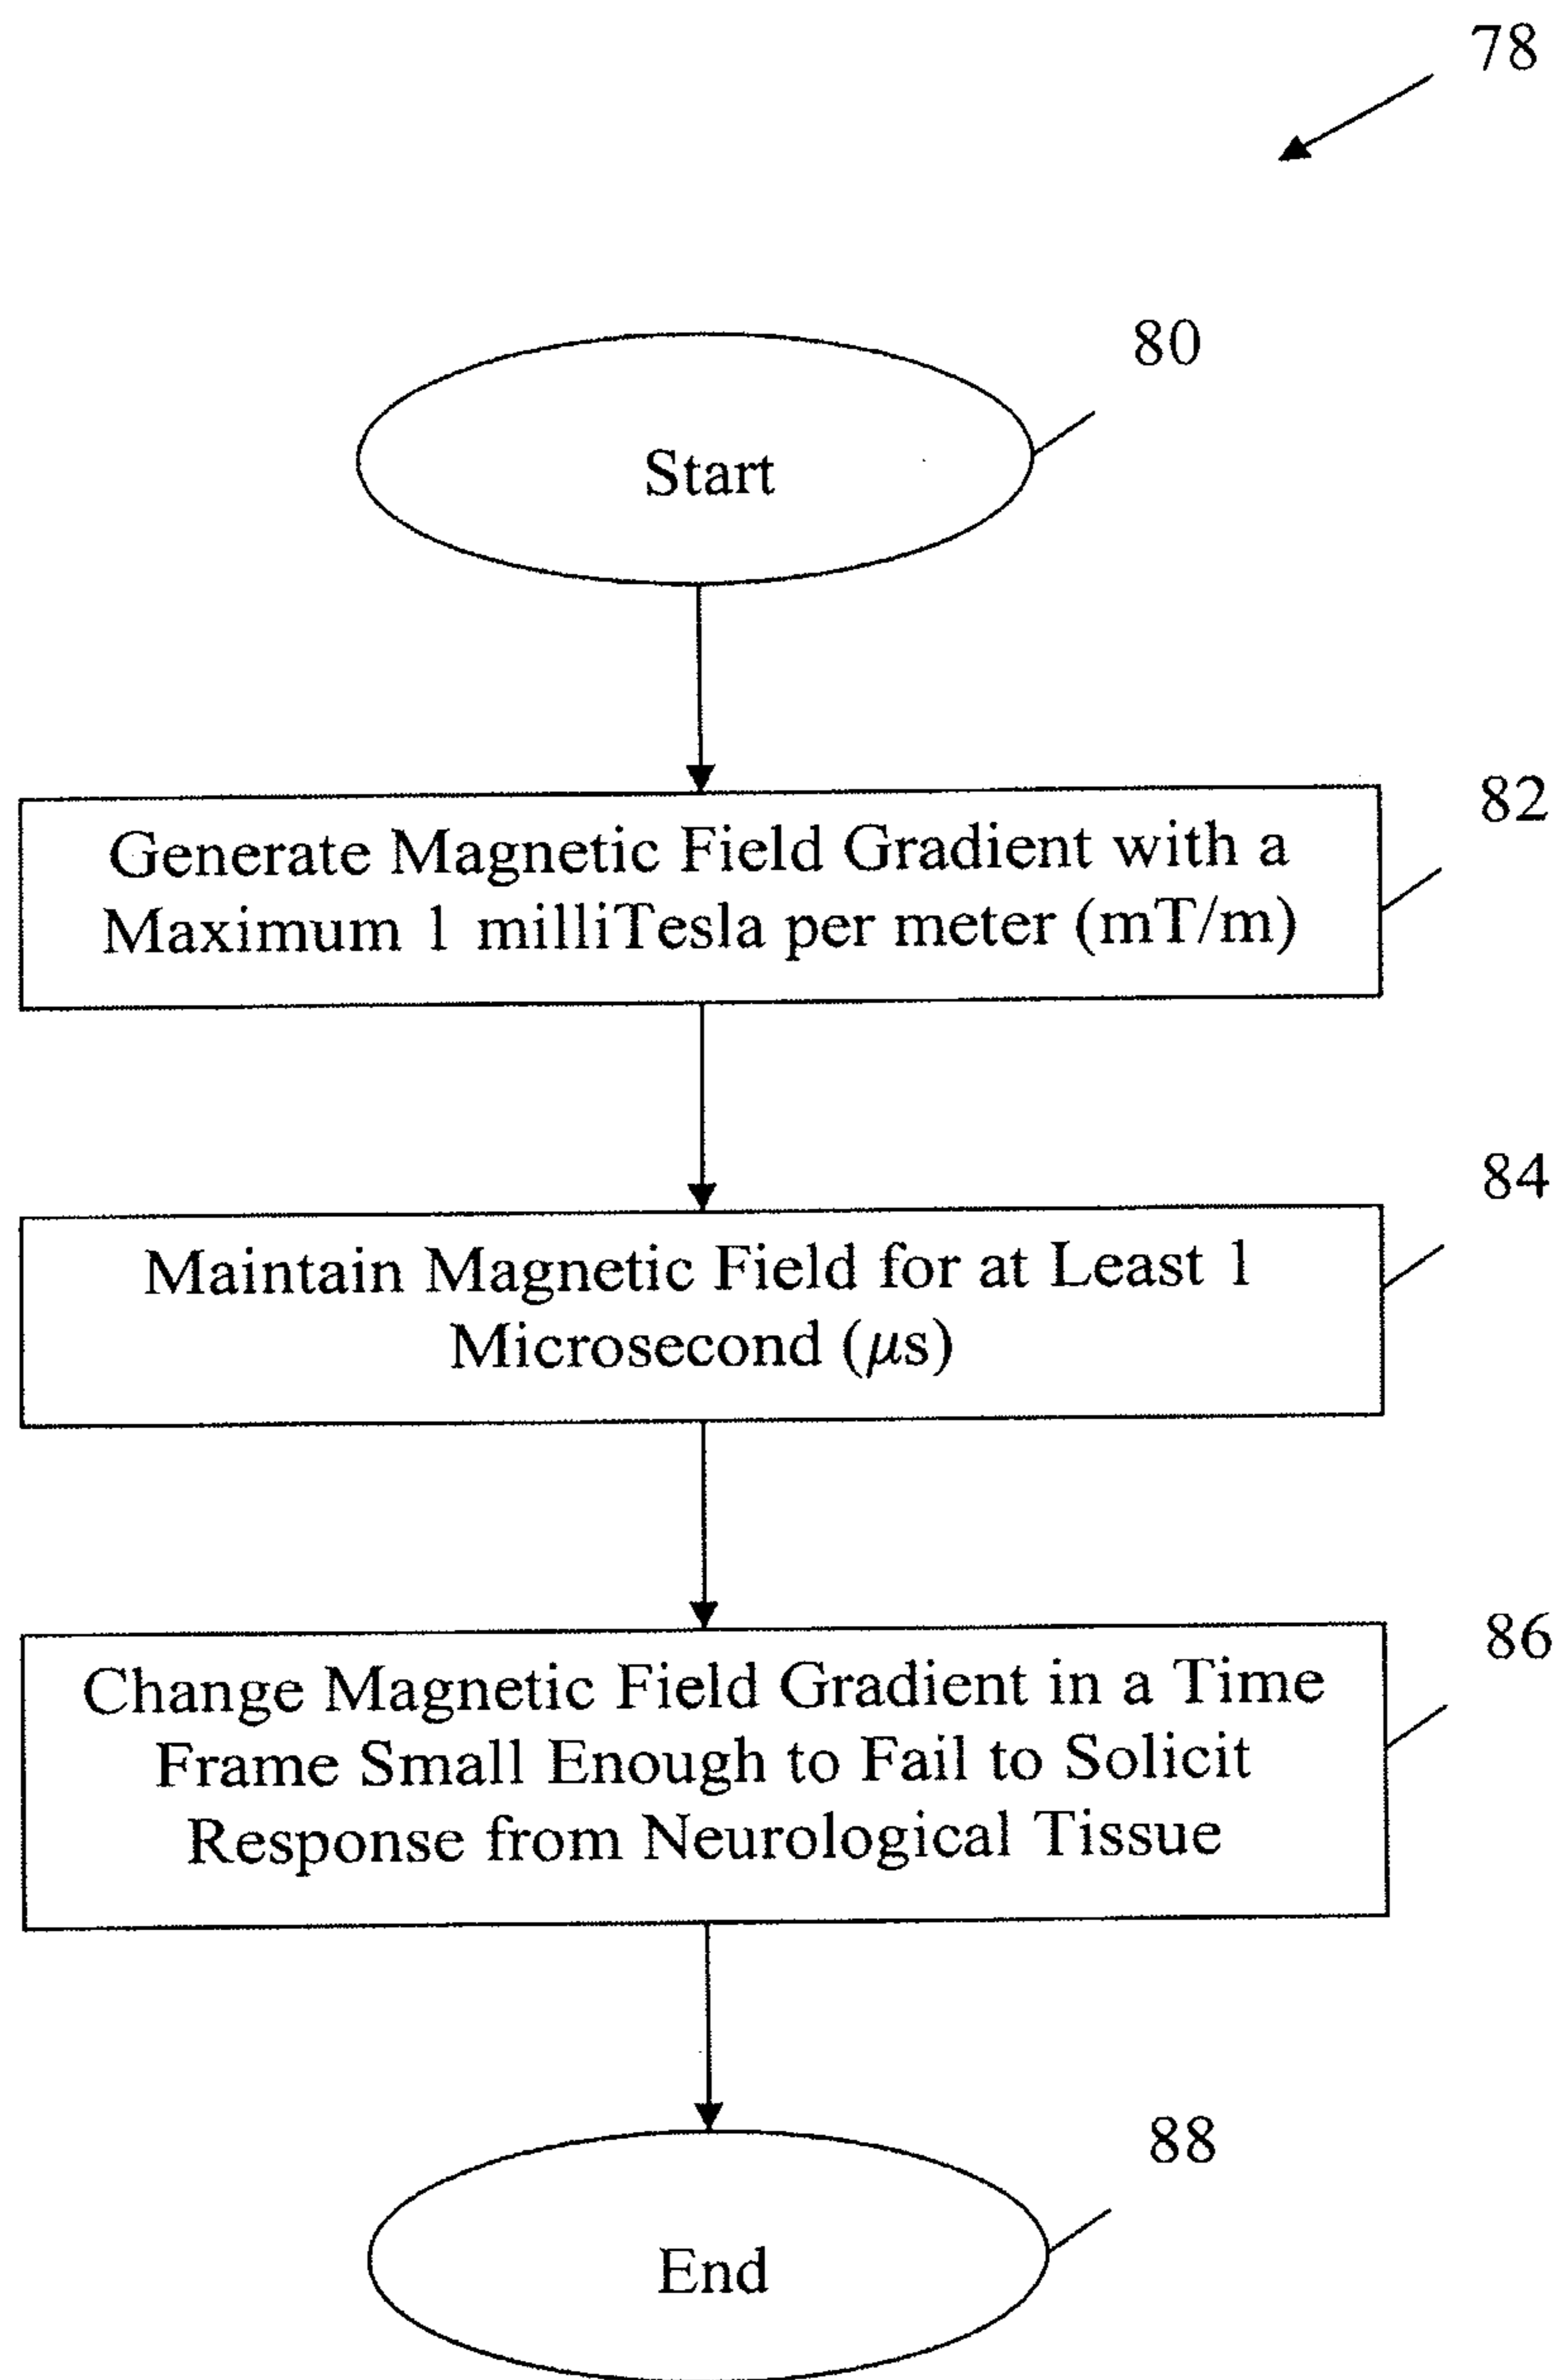 78
80
Start
82
Generate Magnetic Field Gradient with a
Maximum 1 milliTesla per meter (mT/m)
84
Maintain Magnetic Field for at Least 1
Microsecond (μs)
86
Change Magnetic Field Gradient in a Time
Frame Small Enough to Fail to Solicit
Response from Neurological Tissue
88
End